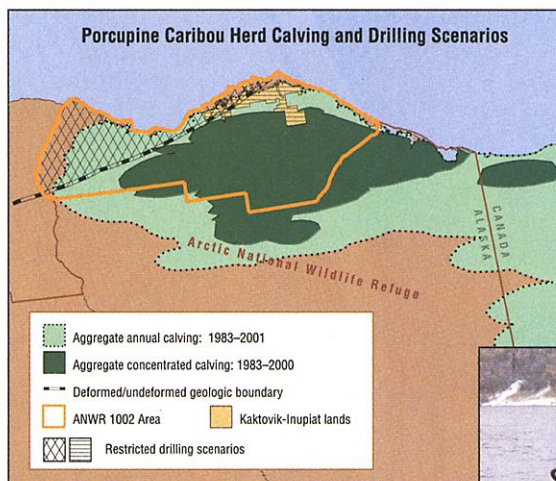 Porcupine Caribou Herd Calving and Drilling Scenarios
CANADA
ALASKA
Arctic National Wildlife Refuge
Aggregate annual calving: 1983–2001
Aggregate concentrated calving: 1983–2000
Deformed/undeformed geologic boundary
ANWR 1002 Area
Kaktovik-Inupiat lands
Restricted drilling scenarios